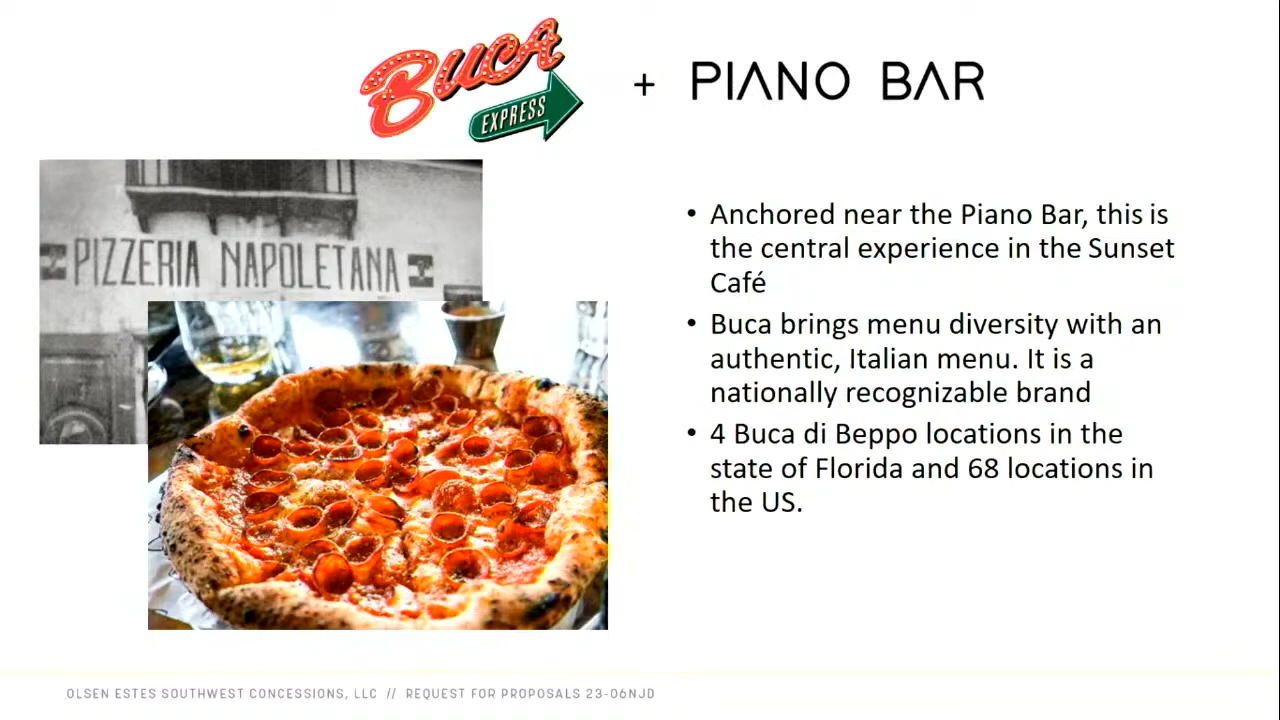 BUCA
EXPRESS
+ PIANO BAR
PIZZERIA NAPOLETANA
• Anchored near the Piano Bar, this is
the central experience in the Sunset
Café
• Buca brings menu diversity with an
authentic, Italian menu. It is a
nationally recognizable brand
• 4 Buca di Beppo locations in the
state of Florida and 68 locations in
the US.
OLSEN ESTES SOUTHWEST CONCESSIONS, LLC // REQUEST FOR PROPOSALS 23-06NJD